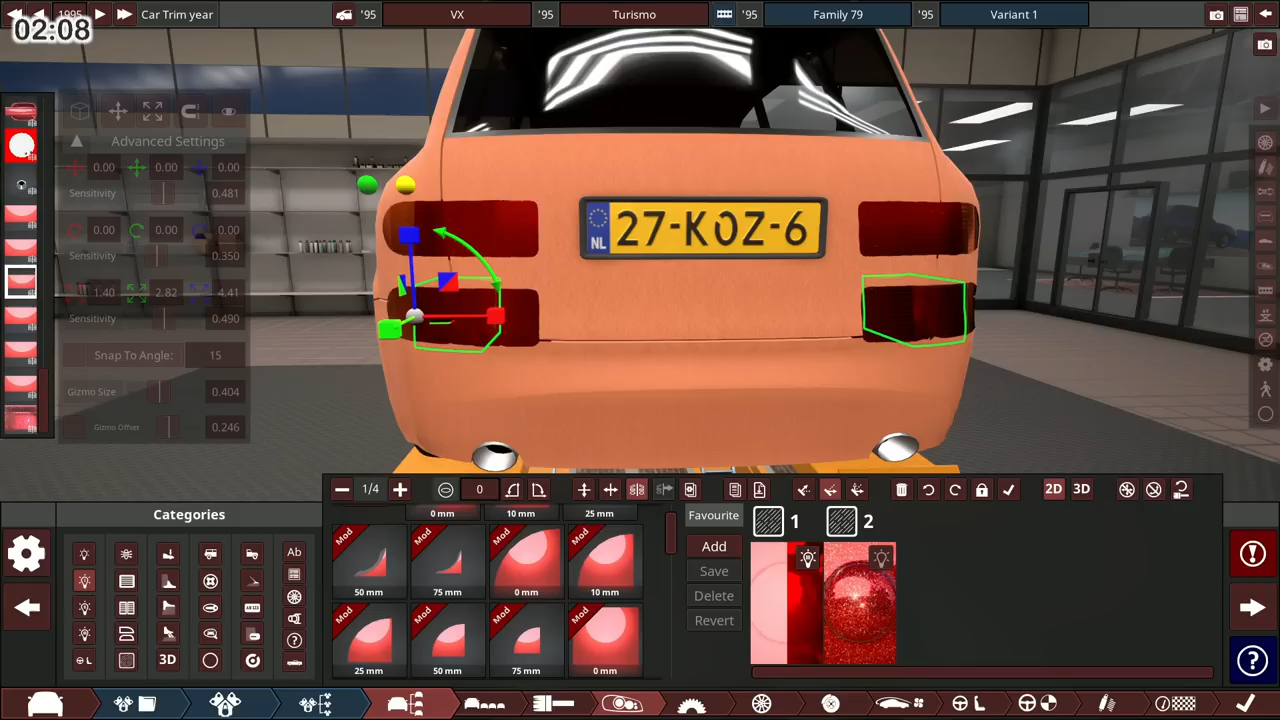 1995 Car Trim year '95 VX '95 Turismo '95 Family 79 '95 Variant 1
02:08
Advanced Settings
0.00 0.00 0.00
Sensitivity 0.481
0.00 0.00 0.00
Sensitivity 0.350
1.40 2.82 4.41
Sensitivity 0.490
Snap To Angle: 15
Gizmo Size 0.404
Gizmo Offset 0.246
NL 27-KOZ-6
1/4 0 2D 3D
Categories
Ab
3D
L
0 mm 10 mm 25 mm
Mod Mod Mod Mod
50 mm 75 mm 0 mm 10 mm
Mod Mod Mod Mod
25 mm 50 mm 75 mm 0 mm
Favourite 1 2
Add
Save
Delete
Revert